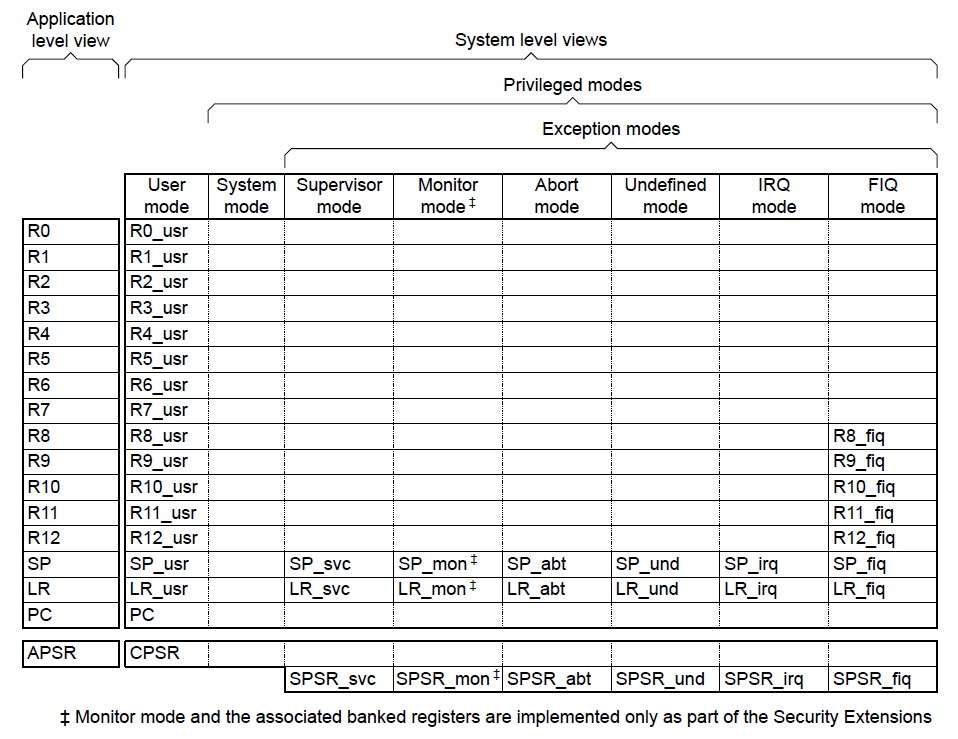 Application
level view
System level views
Privileged modes
Exception modes
User mode System mode Supervisor mode Monitor mode‡ Abort mode Undefined mode IRQ mode FIQ mode
R0 R0_usr
R1 R1_usr
R2 R2_usr
R3 R3_usr
R4 R4_usr
R5 R5_usr
R6 R6_usr
R7 R7_usr
R8 R8_usr R8_fiq
R9 R9_usr R9_fiq
R10 R10_usr R10_fiq
R11 R11_usr R11_fiq
R12 R12_usr R12_fiq
SP SP_usr SP_svc SP_mon‡ SP_abt SP_und SP_irq SP_fiq
LR LR_usr LR_svc LR_mon‡ LR_abt LR_und LR_irq LR_fiq
PC PC
APSR CPSR
SPSR_svc SPSR_mon‡ SPSR_abt SPSR_und SPSR_irq SPSR_fiq
‡ Monitor mode and the associated banked registers are implemented only as part of the Security Extensions